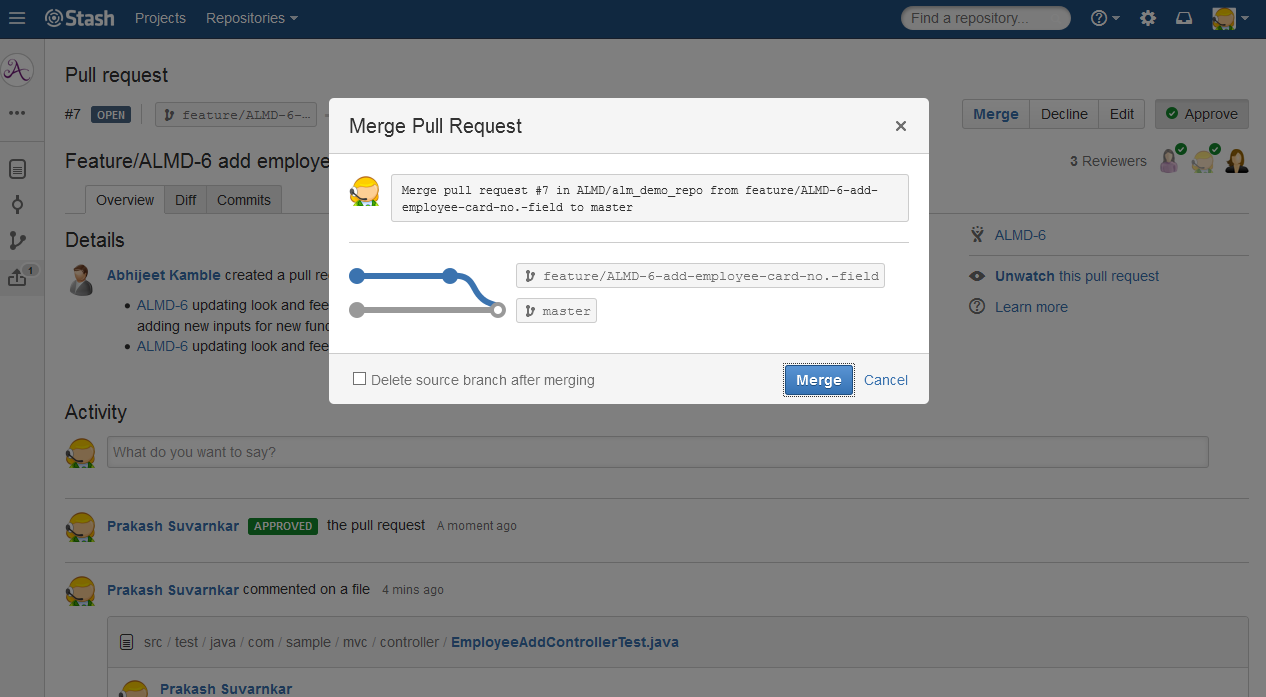 Stash Projects Repositories Find a repository...
Pull request
#7 OPEN feature/ALMD-6-… Merge Decline Edit Approve
Feature/ALMD-6 add employe 3 Reviewers
Overview Diff Commits
Merge Pull Request
Merge pull request #7 in ALMD/alm_demo_repo from feature/ALMD-6-add-
employee-card-no.-field to master
feature/ALMD-6-add-employee-card-no.-field
master
Delete source branch after merging Merge Cancel
Details
Abhijeet Kamble created a pull re
ALMD-6 updating look and fee
adding new inputs for new fun
ALMD-6 updating look and fee
ALMD-6
Unwatch this pull request
Learn more
1
Activity
What do you want to say?
Prakash Suvarnkar APPROVED the pull request A moment ago
Prakash Suvarnkar commented on a file 4 mins ago
src / test / java / com / sample / mvc / controller / EmployeeAddControllerTest.java
Prakash Suvarnkar